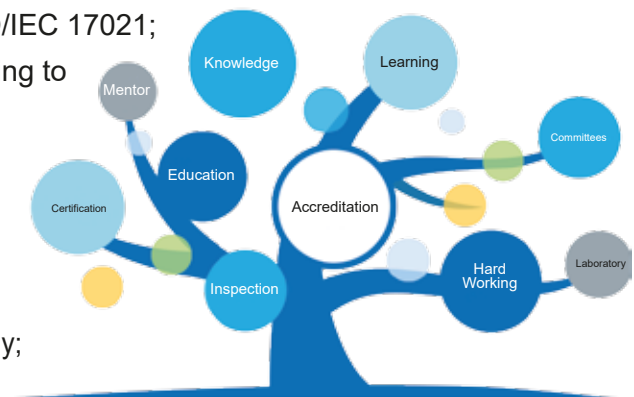 /IEC 17021;
ng to
Knowledge
Learning
Mentor
Committees
Education
Certification
Accreditation
Inspection
Hard
Working
Laboratory
y;